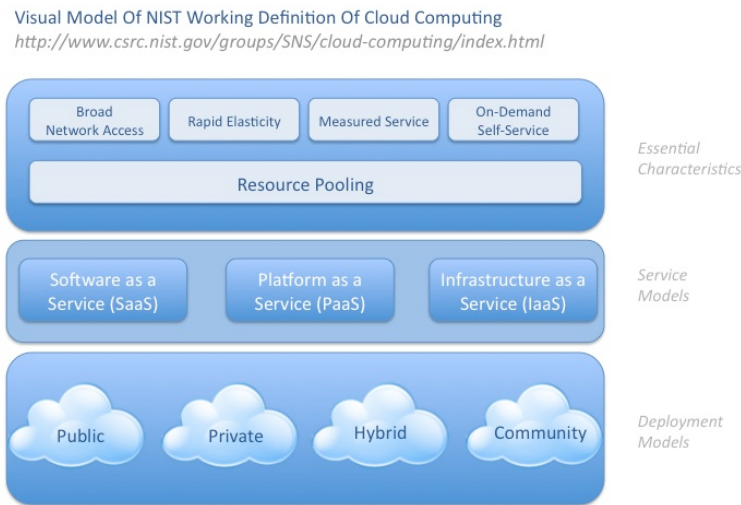 Visual Model Of NIST Working Definition Of Cloud Computing
http://www.csrc.nist.gov/groups/SNS/cloud-computing/index.html
Broad
Network Access
Rapid Elasticity
Measured Service
On-Demand
Self-Service
Resource Pooling
Essential
Characteristics
Software as a
Service (SaaS)
Platform as a
Service (PaaS)
Infrastructure as a
Service (IaaS)
Service
Models
Public
Private
Hybrid
Community
Deployment
Models